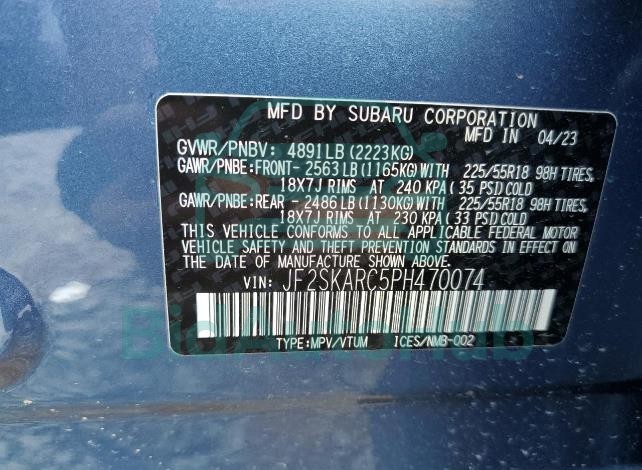 MFD BY SUBARU CORPORATION
MFD IN 04/23
GVWR/PNBV: 4891LB(2223KG)
GAWR/PNBE:FRONT- 2563LB(1165KG)WITH 225/55R18 98H TIRES,
18X7J RIMS AT 240 KPA(35 PSI)COLD
GAWR/PNBE:REAR -2486LB(1130KG)WITH 225/55R18 98H TIRES,
18X7J RIMS AT 230 KPA(33 PSI)COLD
THIS VEHICLE CONFORMS TO ALL APPLICABLE FEDERAL MOTOR
VEHICLE SAFETY AND THEFT PREVENTION STANDARDS IN EFFECT
ON THE DATE OF MANUFACTURE SHOWN ABOVE.
VIN: JF2SKARC5PH470074
TYPE:MPV/VTUM ICES/NMB-002
BidAutoHub